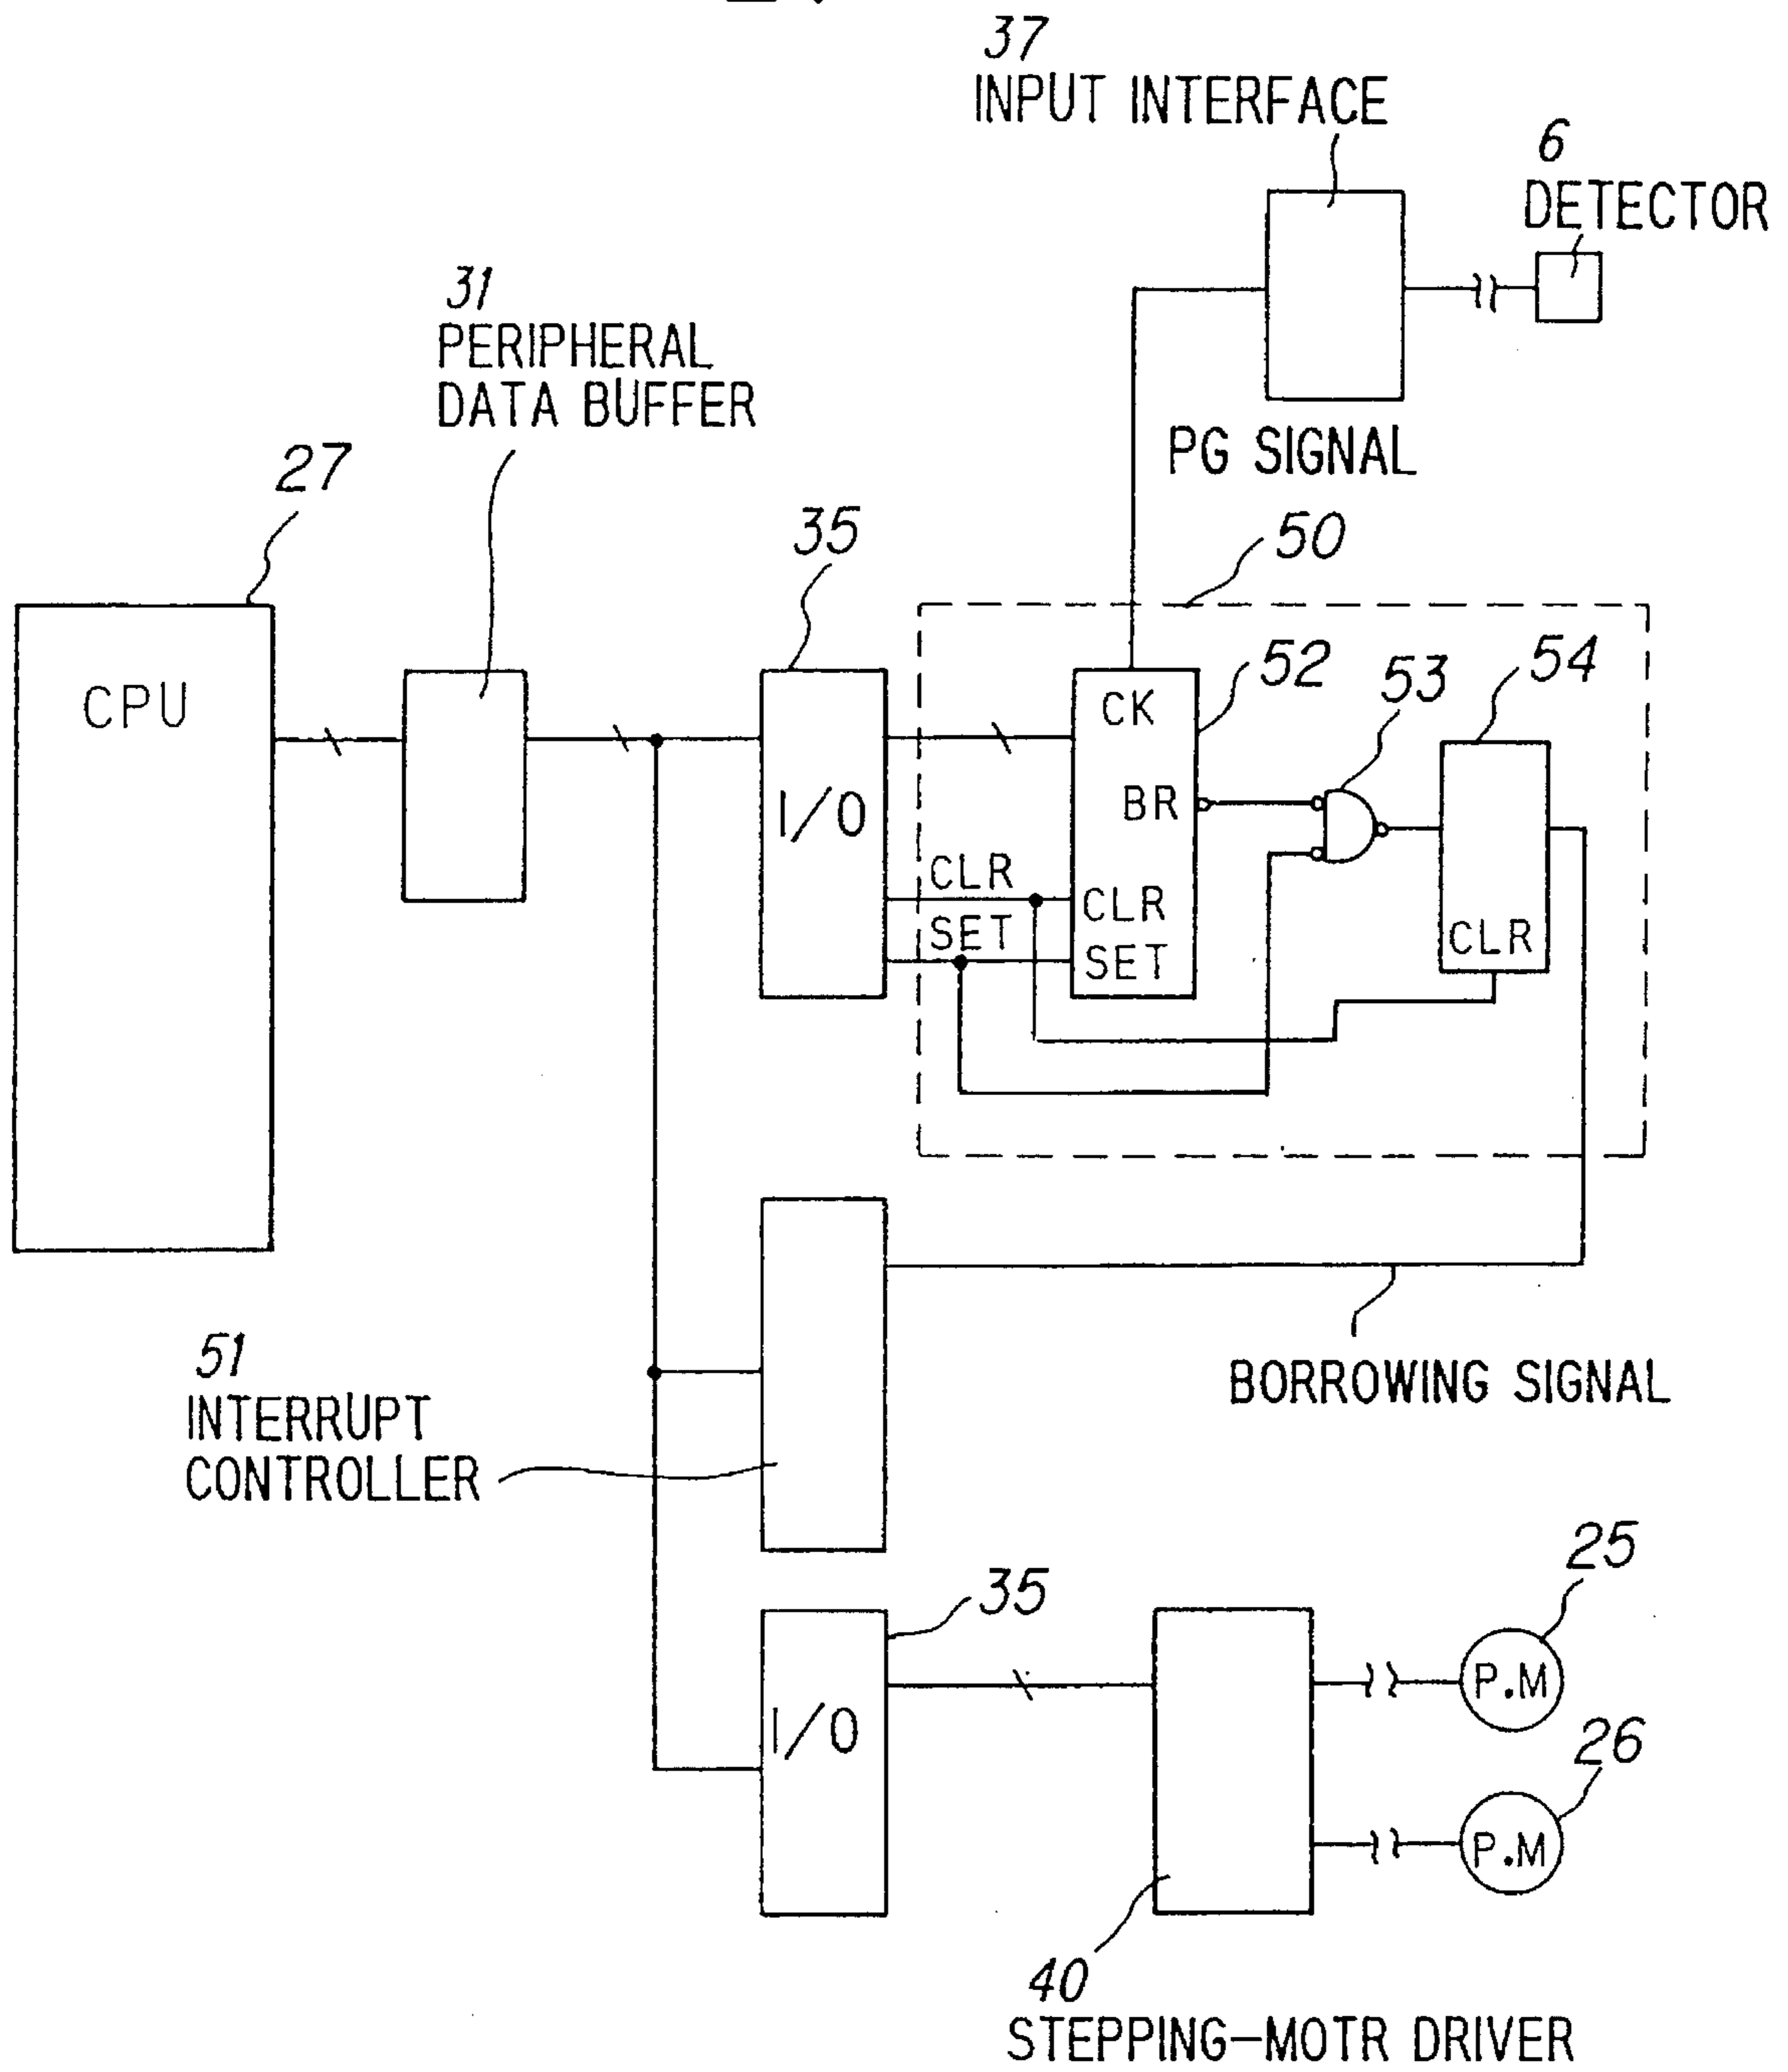 37
INPUT INTERFACE
6
DETECTOR
31
PERIPHERAL
DATA BUFFER
PG SIGNAL
27
35
50
CPU
52
53
54
CK
I/O
BR
CLR
CLR
SET
SET
CLR
51
INTERRUPT
CONTROLLER
BORROWING SIGNAL
35
25
P.M
I/O
26
P.M
40
STEPPING-MOTR DRIVER